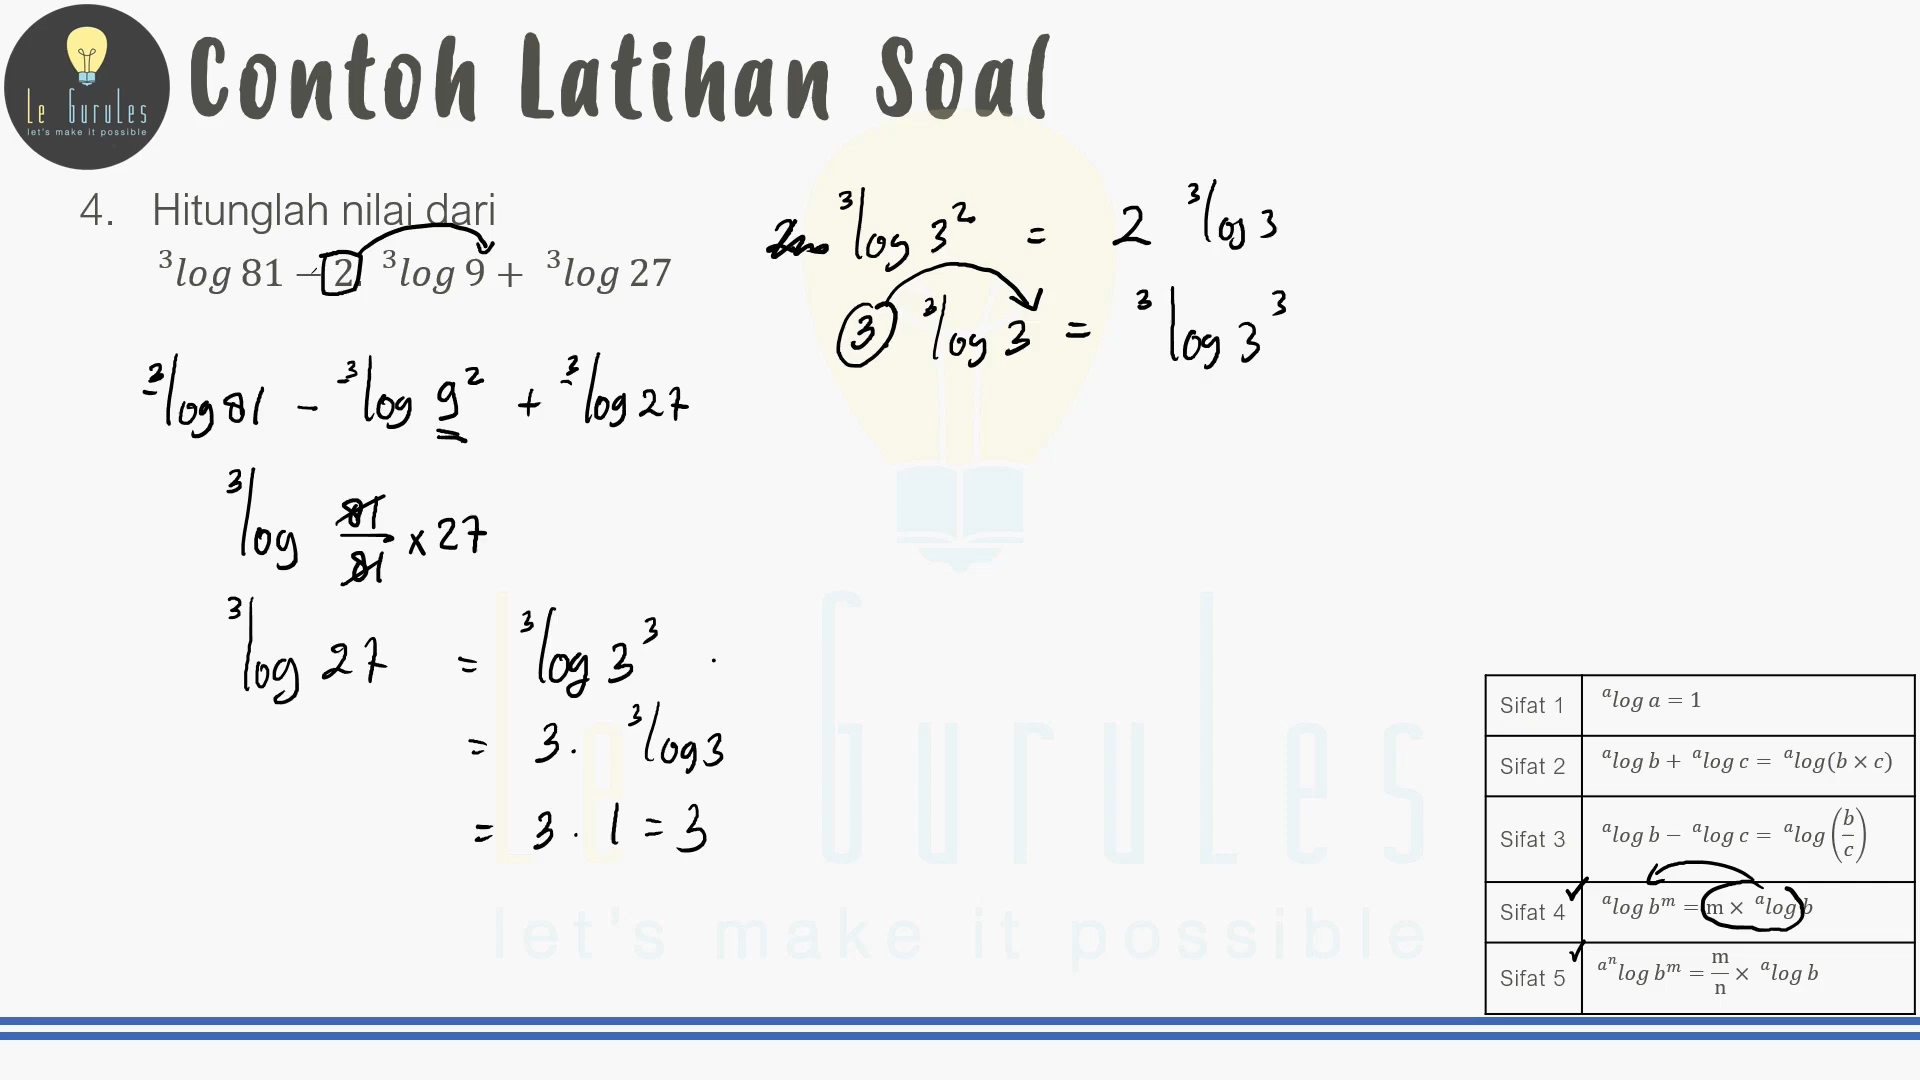 Le GuruLes
let's make it possible
Contoh Latihan Soal
4. Hitunglah nilai dari
³log 81 − 2. ³log 9 + ³log 27
³log 3² = 2 ³log 3
3 ³log 3 = ³log 3³
³log 81 − ³log 9² + ³log 27
³log 81/81 × 27
³log 27 = ³log 3³
= 3 . ³log 3
= 3 . 1 = 3
Le GuruLes
let's make it possible
Sifat 1 ᵃlog a = 1
Sifat 2 ᵃlog b + ᵃlog c = ᵃlog(b × c)
Sifat 3 ᵃlog b − ᵃlog c = ᵃlog(b/c)
Sifat 4 ᵃlog bᵐ = m × ᵃlog b
Sifat 5 ᵃⁿlog bᵐ = m/n × ᵃlog b